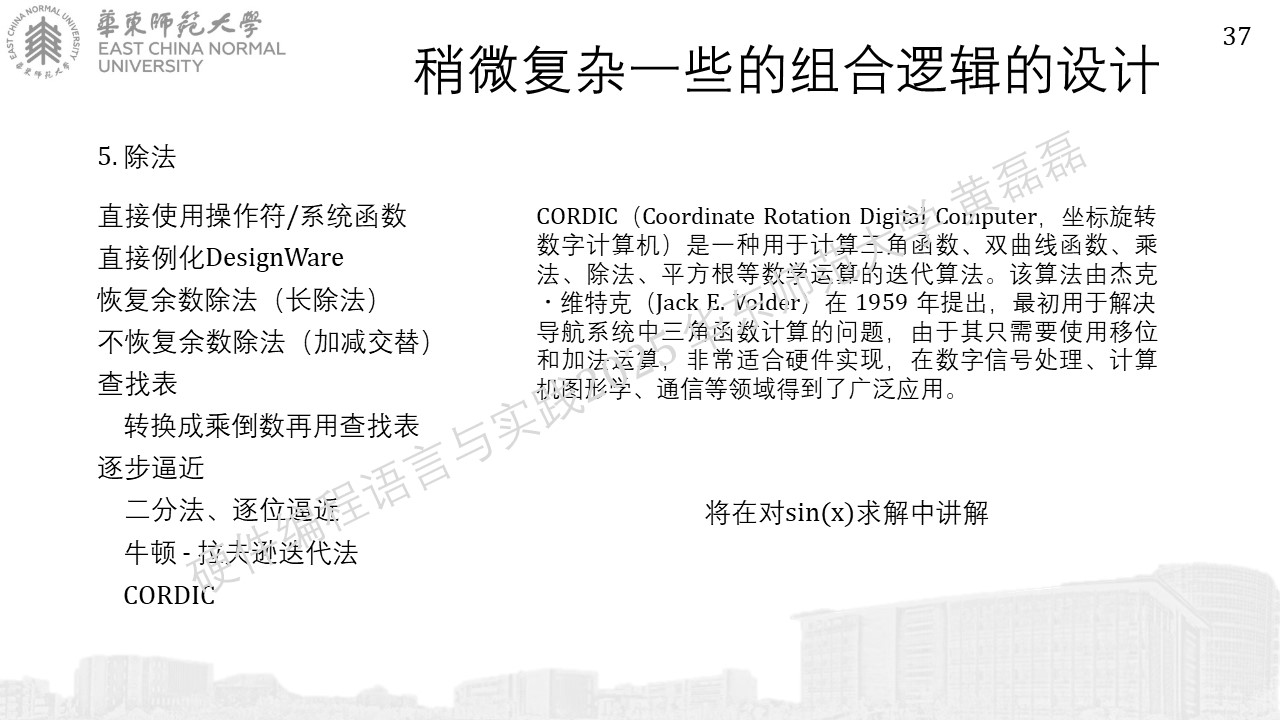 華東師範大學
EAST CHINA NORMAL
UNIVERSITY
EAST CHINA NORMAL UNIVERSITY
華東師範大學
37
稍微复杂一些的组合逻辑的设计
5. 除法
直接使用操作符/系统函数
直接例化DesignWare
恢复余数除法（长除法）
不恢复余数除法（加减交替）
查找表
转换成乘倒数再用查找表
逐步逼近
二分法、逐位逼近
牛顿 - 拉夫逊迭代法
CORDIC
CORDIC（Coordinate Rotation Digital Computer，坐标旋转
数字计算机）是一种用于计算三角函数、双曲线函数、乘
法、除法、平方根等数学运算的迭代算法。该算法由杰克
・维特克（Jack E. Volder）在 1959 年提出，最初用于解决
导航系统中三角函数计算的问题，由于其只需要使用移位
和加法运算，非常适合硬件实现，在数字信号处理、计算
机图形学、通信等领域得到了广泛应用。
将在对sin(x)求解中讲解
硬件编程语言与实践2025 华东师范大学 黄磊磊